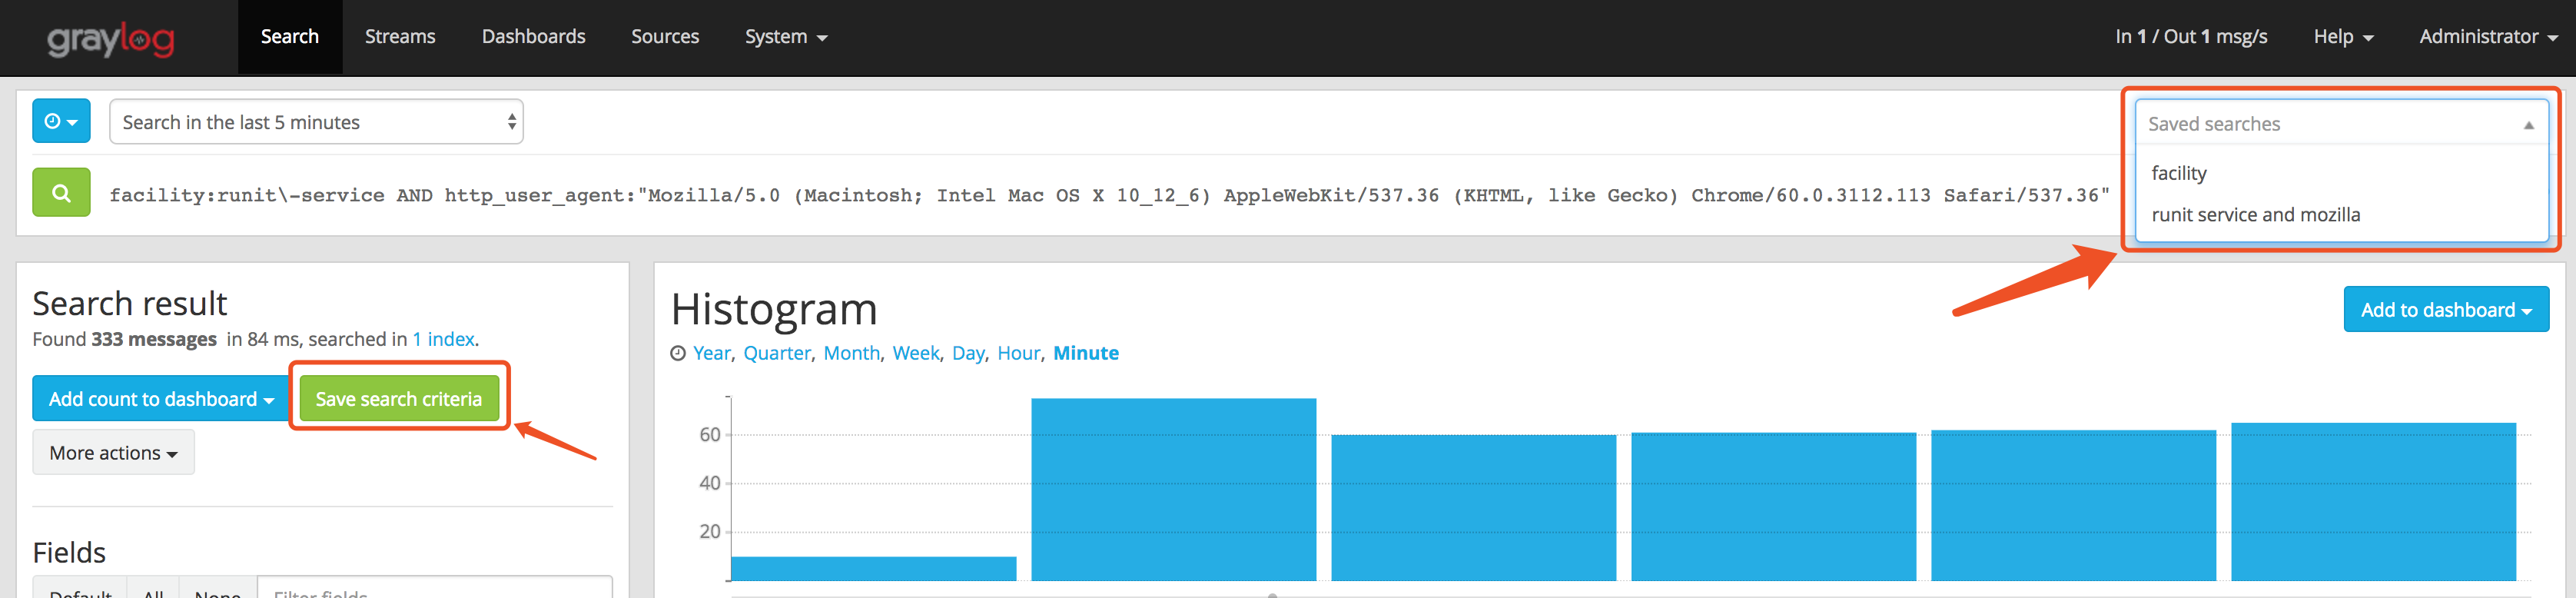 graylog Search Streams Dashboards Sources System In 1 / Out 1 msg/s Help Administrator
Search in the last 5 minutes
Saved searches
facility
runit service and mozilla
facility:runit\-service AND http_user_agent:"Mozilla/5.0 (Macintosh; Intel Mac OS X 10_12_6) AppleWebKit/537.36 (KHTML, like Gecko) Chrome/60.0.3112.113 Safari/537.36"
Search result
Found 333 messages in 84 ms, searched in 1 index.
Add count to dashboard Save search criteria
More actions
Fields
Default All None Filter fields
Histogram
Add to dashboard
Year, Quarter, Month, Week, Day, Hour, Minute
60
40
20